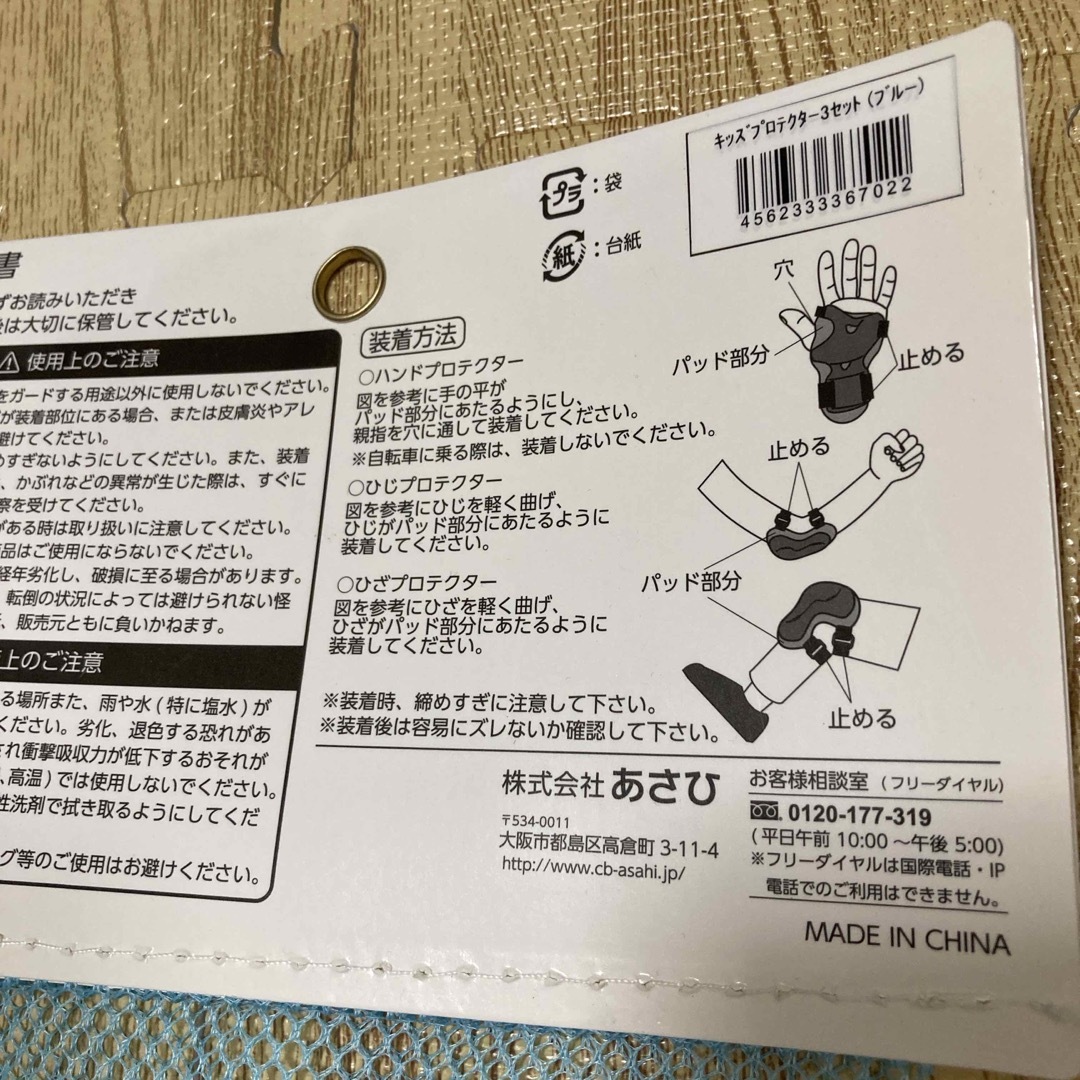 キッズプロテクター3セット(ブルー)
4562333367022
プラ:袋
紙:台紙
書
ずお読みいただき
後は大切に保管してください。
⚠ 使用上のご注意
をガードする用途以外に使用しないでください。
が装着部位にある場合、または皮膚炎やアレ
避けてください。
めすぎないようにしてください。また、装着
、かぶれなどの異常が生じた際は、すぐに
察を受けてください。
がある時は取り扱いに注意してください。
品はご使用にならないでください。
経年劣化し、破損に至る場合があります。
転倒の状況によっては避けられない怪
、販売元ともに負いかねます。
上のご注意
る場所また、雨や水(特に塩水)が
ください。劣化、退色する恐れがあ
され衝撃吸収力が低下するおそれが
、高温)では使用しないでください。
性洗剤で拭き取るようにしてくだ
グ等のご使用はお避けください。
装着方法
○ハンドプロテクター
図を参考に手の平が
パッド部分にあたるようにし、
親指を穴に通して装着してください。
※自転車に乗る際は、装着しないでください。
○ひじプロテクター
図を参考にひじを軽く曲げ、
ひじがパッド部分にあたるように
装着してください。
○ひざプロテクター
図を参考にひざを軽く曲げ、
ひざがパッド部分にあたるように
装着してください。
※装着時、締めすぎに注意して下さい。
※装着後は容易にズレないか確認して下さい。
穴
パッド部分
止める
止める
パッド部分
止める
株式会社 あさひ
〒534-0011
大阪市都島区高倉町 3-11-4
http://www.cb-asahi.jp/
お客様相談室(フリーダイヤル)
0120-177-319
(平日午前 10:00 ~午後 5:00)
※フリーダイヤルは国際電話・IP
電話でのご利用はできません。
MADE IN CHINA